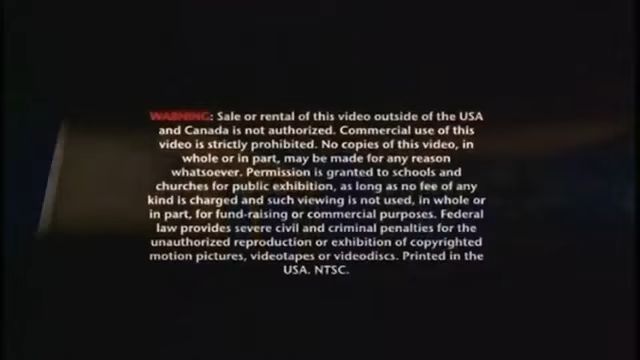 WARNING: Sale or rental of this video outside of the USA
and Canada is not authorized. Commercial use of this
video is strictly prohibited. No copies of this video, in
whole or in part, may be made for any reason
whatsoever. Permission is granted to schools and
churches for public exhibition, as long as no fee of any
kind is charged and such viewing is not used, in whole or
in part, for fund-raising or commercial purposes. Federal
law provides severe civil and criminal penalties for the
unauthorized reproduction or exhibition of copyrighted
motion pictures, videotapes or videodiscs. Printed in the
USA. NTSC.